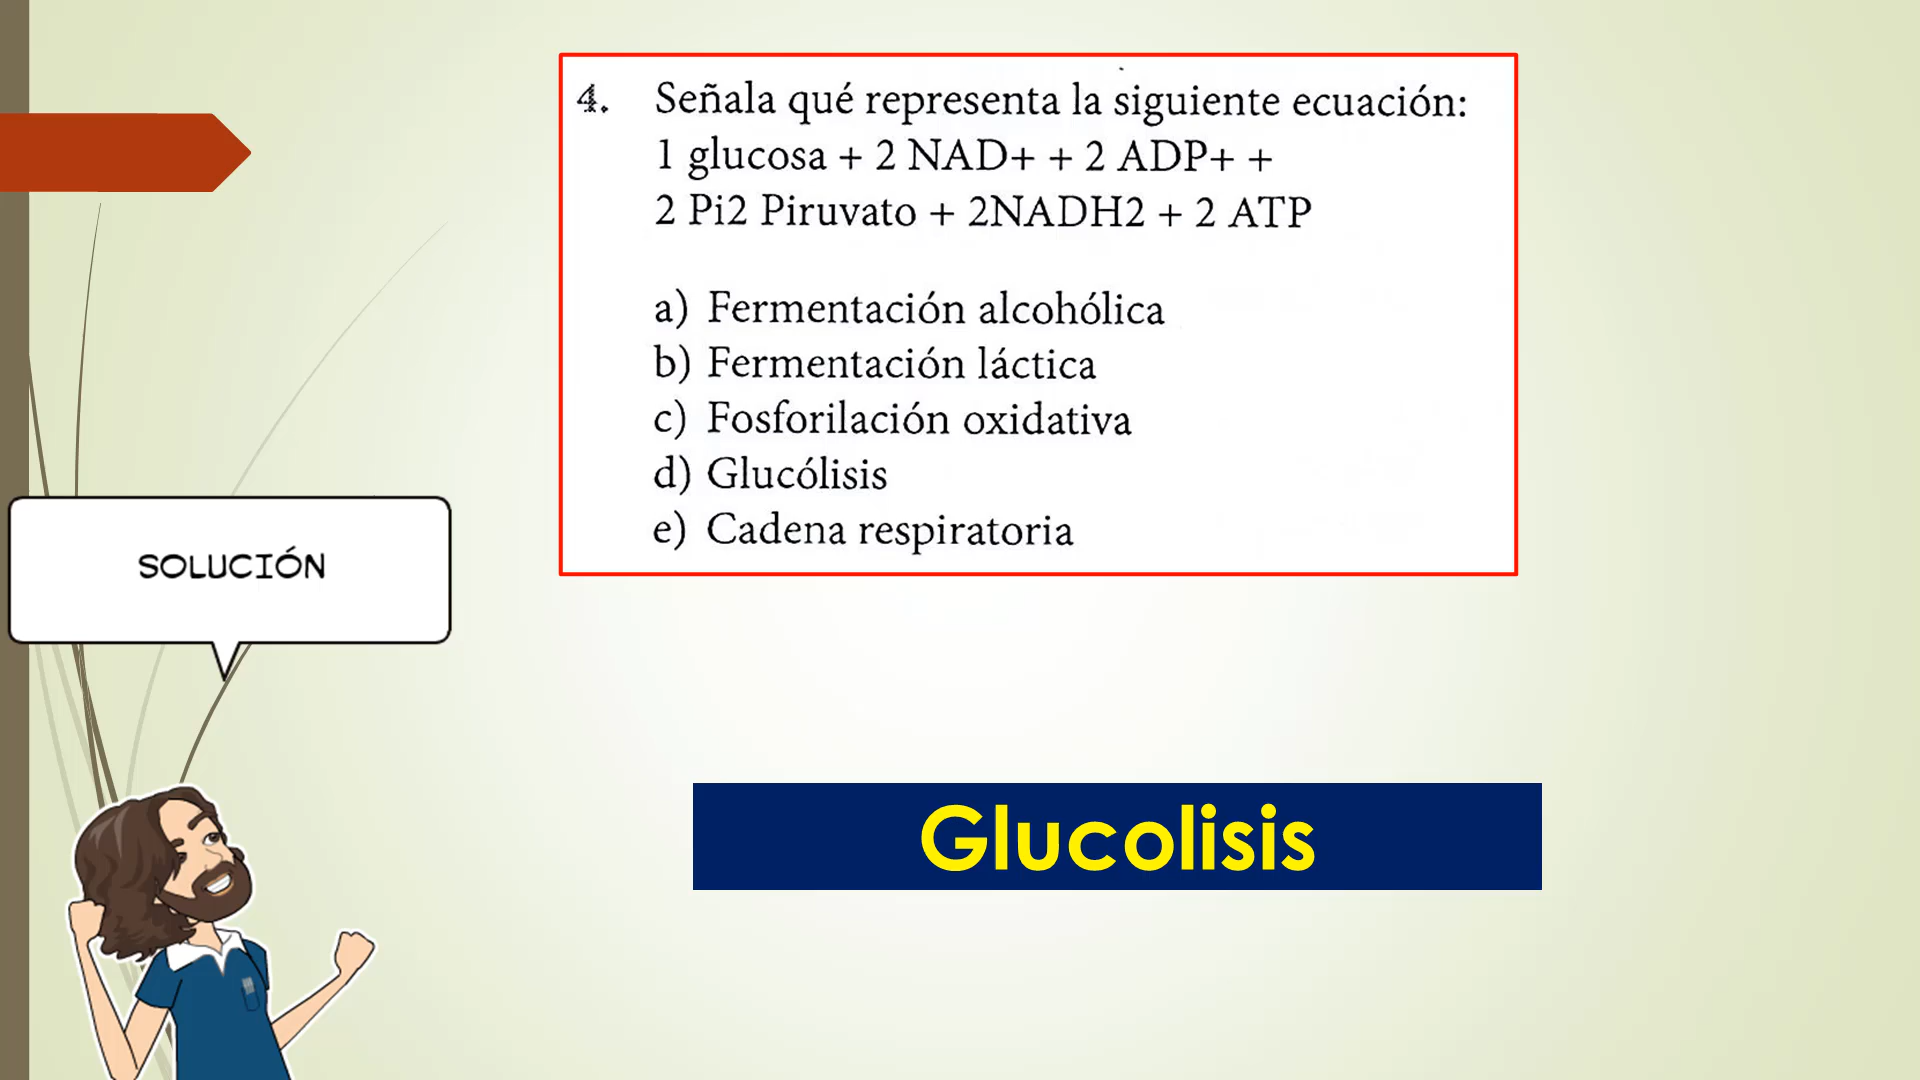 4. Señala qué representa la siguiente ecuación:
1 glucosa + 2 NAD+ + 2 ADP+ +
2 Pi2 Piruvato + 2NADH2 + 2 ATP
a) Fermentación alcohólica
b) Fermentación láctica
c) Fosforilación oxidativa
d) Glucólisis
e) Cadena respiratoria
SOLUCIÓN
Glucolisis